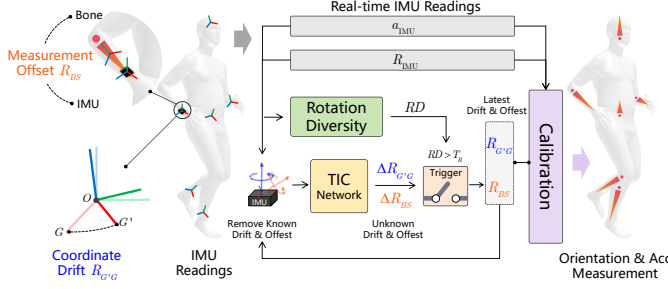 Real-time IMU Readings
Bone
Measurement
Offset R_BS
IMU
a_IMU
R_IMU
Rotation
Diversity
RD
Latest
Drift & Offest
RD > T_R
R_G'G
R_BS
Calibration
O
G
G'
IMU
TIC
Network
ΔR_G'G
ΔR_BS
Trigger
Remove Known
Drift & Offest
Unknown
Drift & Offest
Coordinate
Drift R_G'G
IMU
Readings
Orientation & Acc
Measurement